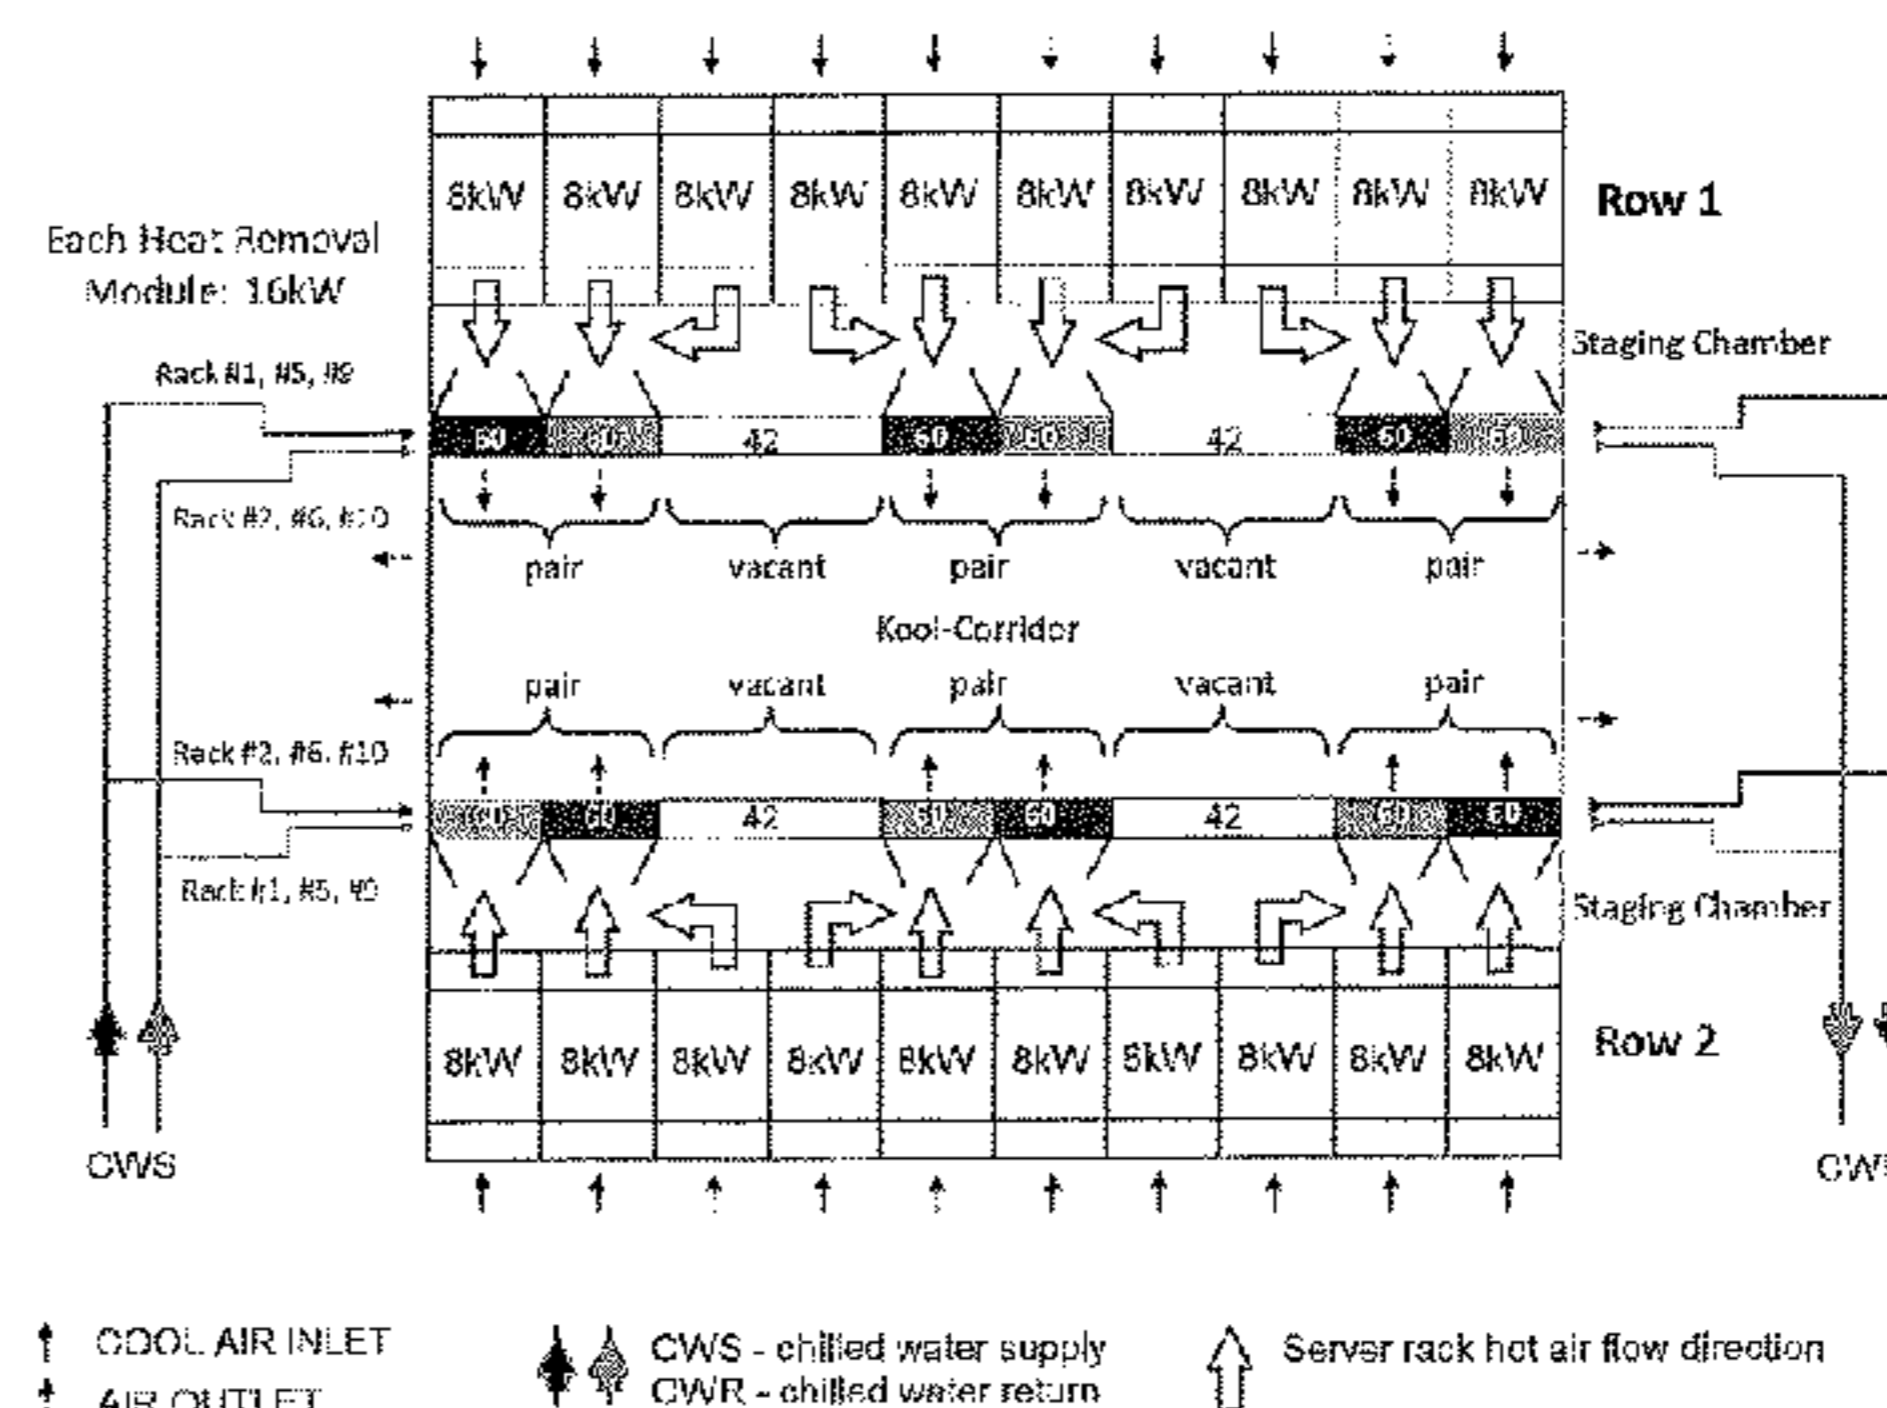 8kW 8kW 8kW 8kW 8kW 8kW 8kW 8kW 8kW 8kW
Row 1
Each Heat Removal
Module: 16kW
Staging Chamber
Rack #1, #5, #9
60 60 42 60 60 42 60 60
Rack #2, #6, #10
pair vacant pair vacant pair
Kool-Corridor
pair vacant pair vacant pair
Rack #2, #6, #10
60 60 42 60 60 42 60 60
Rack #1, #5, #9
Staging Chamber
8kW 8kW 8kW 8kW 8kW 8kW 8kW 8kW 8kW 8kW
Row 2
CWS
CW
COOL AIR INLET
AIR OUTLET
CWS - chilled water supply
CWR - chilled water return
Server rack hot air flow direction